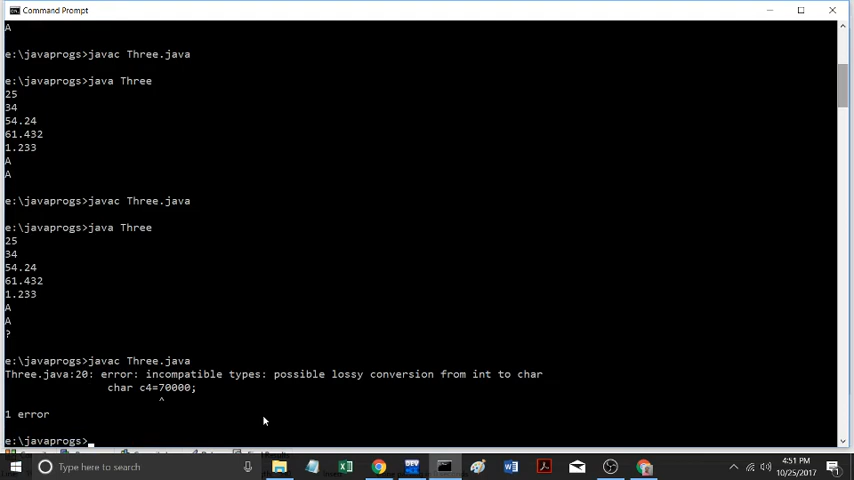 Command Prompt
A
e:\javaprogs>javac Three.java
e:\javaprogs>java Three
25
34
54.24
61.432
1.233
A
A
e:\javaprogs>javac Three.java
e:\javaprogs>java Three
25
34
54.24
61.432
1.233
A
A
?
e:\javaprogs>javac Three.java
Three.java:20: error: incompatible types: possible lossy conversion from int to char
char c4=70000;
^
1 error
e:\javaprogs>
Type here to search
DEV
4:51 PM
10/25/2017